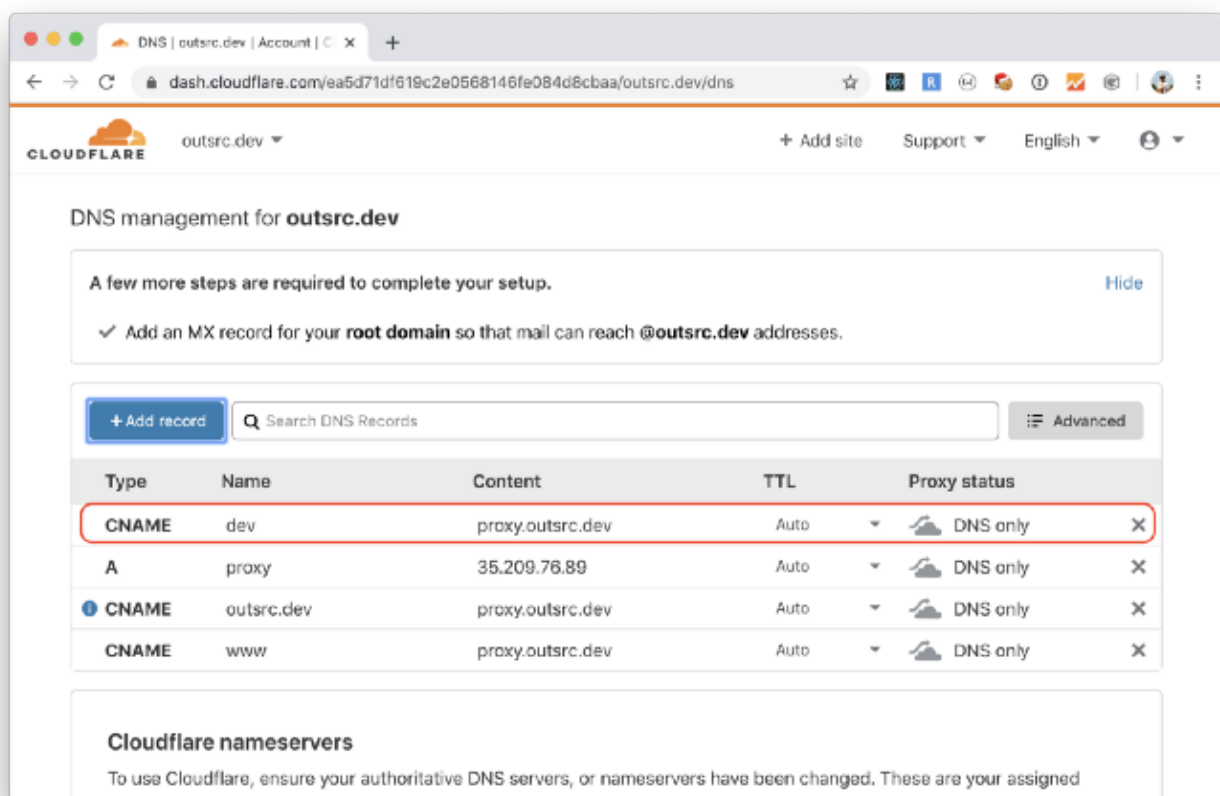 DNS | outsrc.dev | Account | C
dash.cloudflare.com/ea5d71df619c2e0568146fe084d8cbaa/outsrc.dev/dns
CLOUDFLARE outsrc.dev + Add site Support English
DNS management for outsrc.dev
A few more steps are required to complete your setup. Hide
Add an MX record for your root domain so that mail can reach @outsrc.dev addresses.
+ Add record Search DNS Records Advanced
Type Name Content TTL Proxy status
CNAME dev proxy.outsrc.dev Auto DNS only
A proxy 35.209.76.89 Auto DNS only
CNAME outsrc.dev proxy.outsrc.dev Auto DNS only
CNAME www proxy.outsrc.dev Auto DNS only
Cloudflare nameservers
To use Cloudflare, ensure your authoritative DNS servers, or nameservers have been changed. These are your assigned